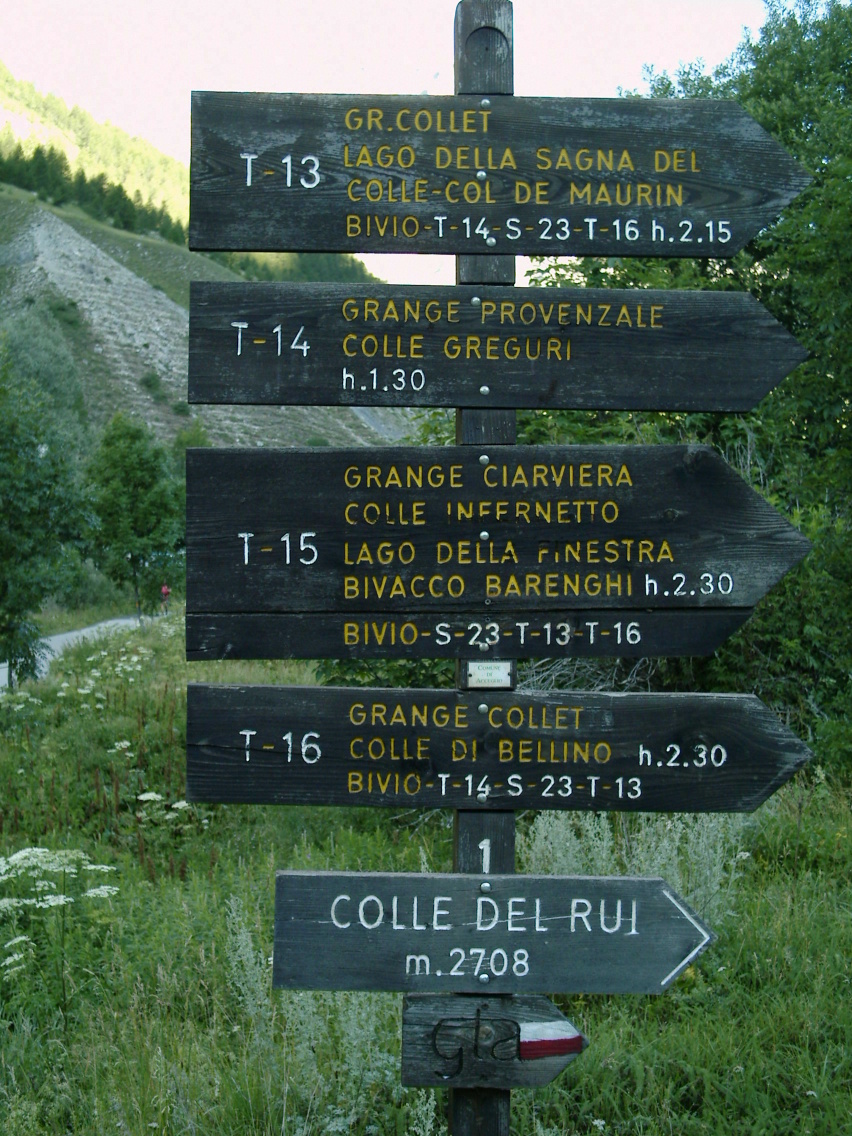 GR.COLLET
T-13 LAGO DELLA SAGNA DEL
COLLE-COL DE MAURIN
BIVIO-T-14-S-23-T-16 h.2.15
GRANGE PROVENZALE
T-14 COLLE GREGURI
h.1.30
GRANGE CIARVIERA
COLLE INFERNETTO
T-15 LAGO DELLA FINESTRA
BIVACCO BARENGHI h.2.30
BIVIO-S-23-T-13-T-16
COMUNE
DI
ACCEGLIO
GRANGE COLLET
T-16 COLLE DI BELLINO h.2.30
BIVIO-T-14-S-23-T-13
1
COLLE DEL RUI
m.2708
gta